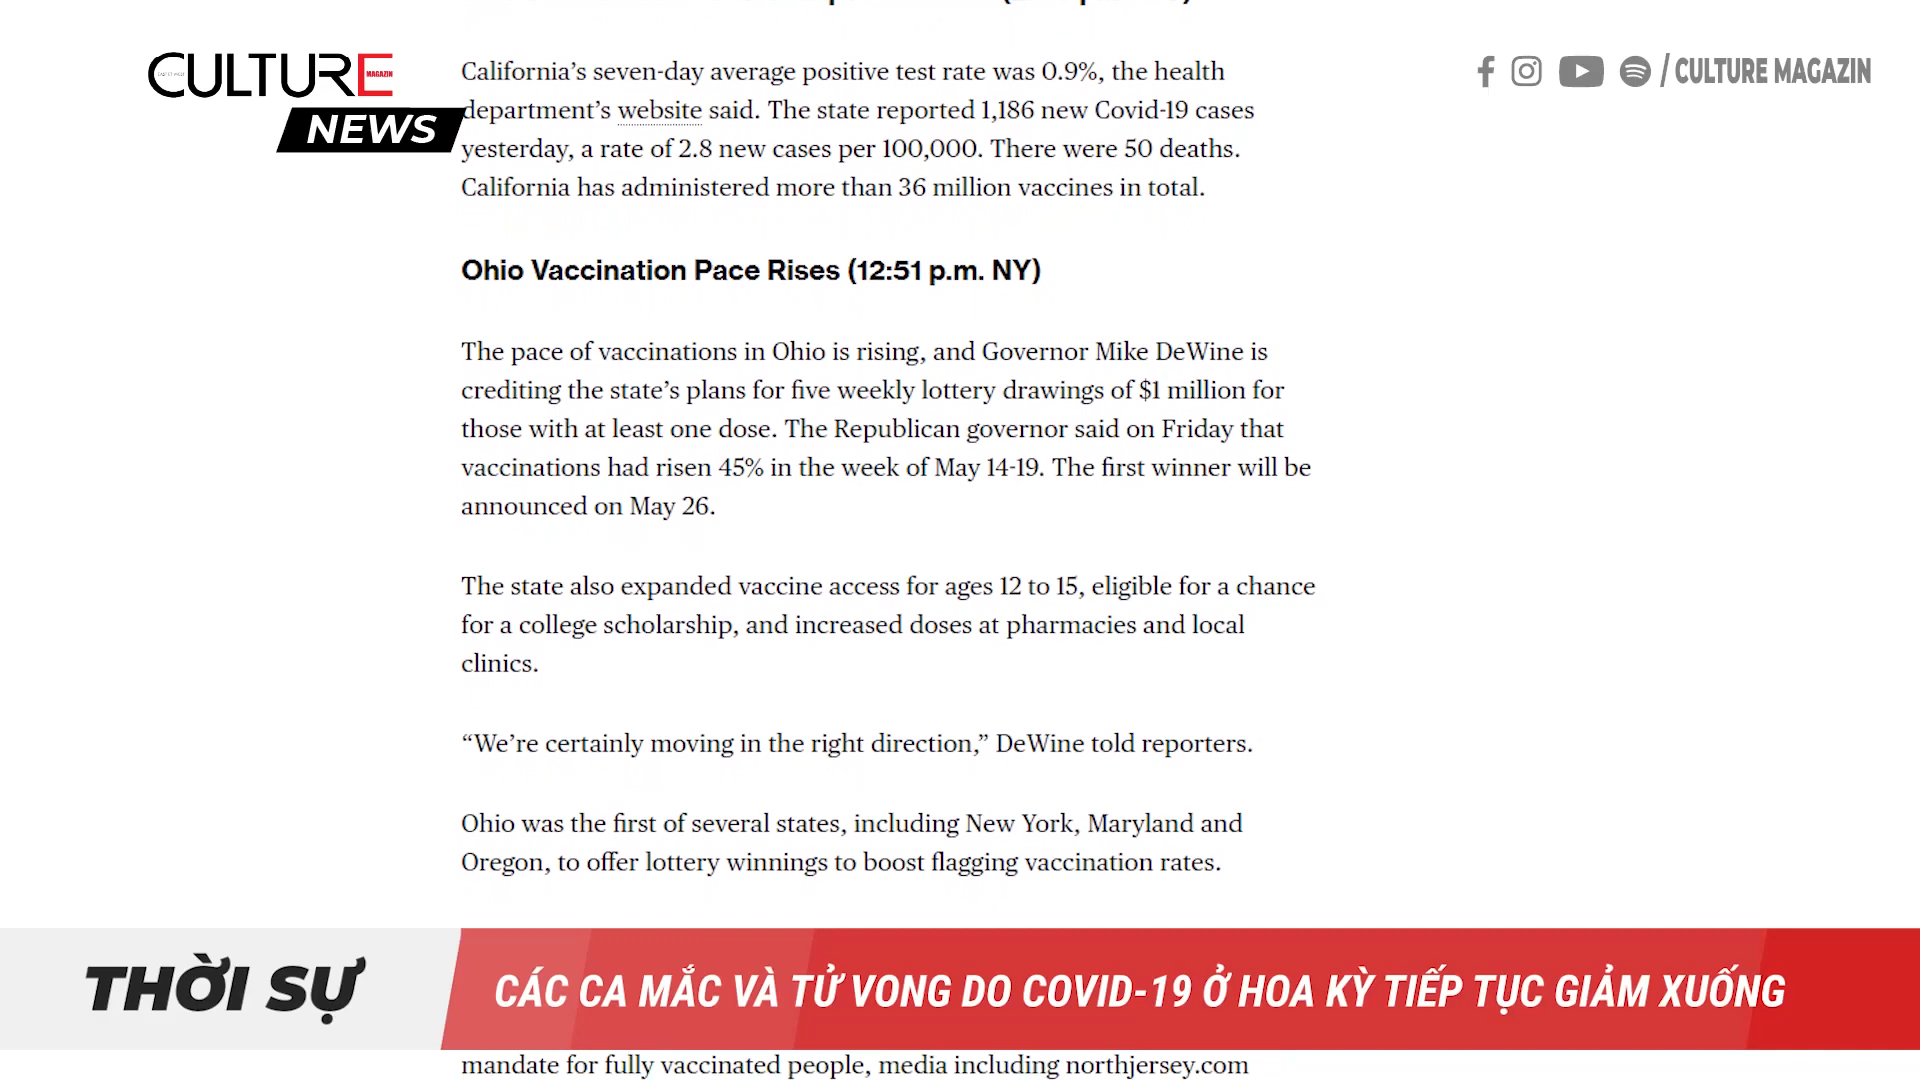 CULTURE
MAGAZIN
NEWS
/ CULTURE MAGAZIN
California’s seven-day average positive test rate was 0.9%, the health
department’s website said. The state reported 1,186 new Covid-19 cases
yesterday, a rate of 2.8 new cases per 100,000. There were 50 deaths.
California has administered more than 36 million vaccines in total.
Ohio Vaccination Pace Rises (12:51 p.m. NY)
The pace of vaccinations in Ohio is rising, and Governor Mike DeWine is
crediting the state’s plans for five weekly lottery drawings of $1 million for
those with at least one dose. The Republican governor said on Friday that
vaccinations had risen 45% in the week of May 14-19. The first winner will be
announced on May 26.
The state also expanded vaccine access for ages 12 to 15, eligible for a chance
for a college scholarship, and increased doses at pharmacies and local
clinics.
“We’re certainly moving in the right direction,” DeWine told reporters.
Ohio was the first of several states, including New York, Maryland and
Oregon, to offer lottery winnings to boost flagging vaccination rates.
THỜI SỰ
CÁC CA MẮC VÀ TỬ VONG DO COVID-19 Ở HOA KỲ TIẾP TỤC GIẢM XUỐNG
mandate for fully vaccinated people, media including northjersey.com